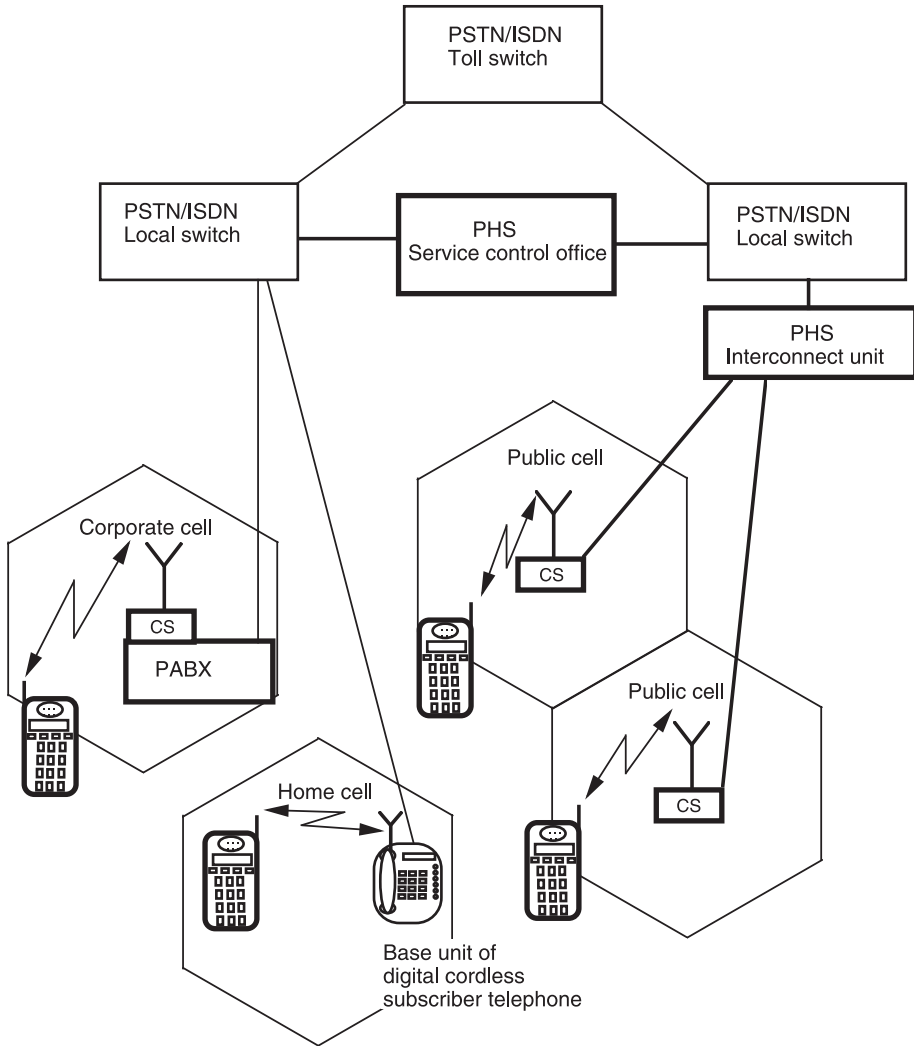 PSTN/ISDN
Toll switch
PSTN/ISDN
Local switch
PHS
Service control office
PSTN/ISDN
Local switch
PHS
Interconnect unit
Public cell
CS
Corporate cell
CS
PABX
Public cell
CS
Home cell
Base unit of
digital cordless
subscriber telephone